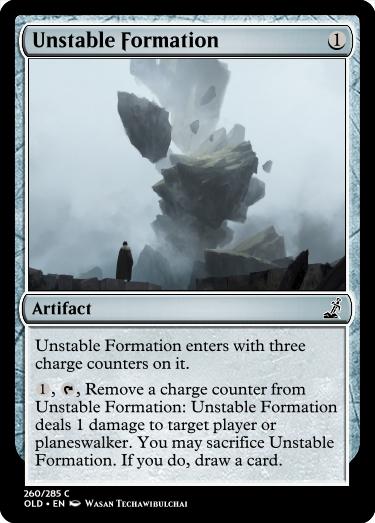 Unstable Formation 1
Artifact
Unstable Formation enters with three
charge counters on it.
1, , Remove a charge counter from
Unstable Formation: Unstable Formation
deals 1 damage to target player or
planeswalker. You may sacrifice Unstable
Formation. If you do, draw a card.
260/285 C
OLD • EN Wasan Techawibulchai